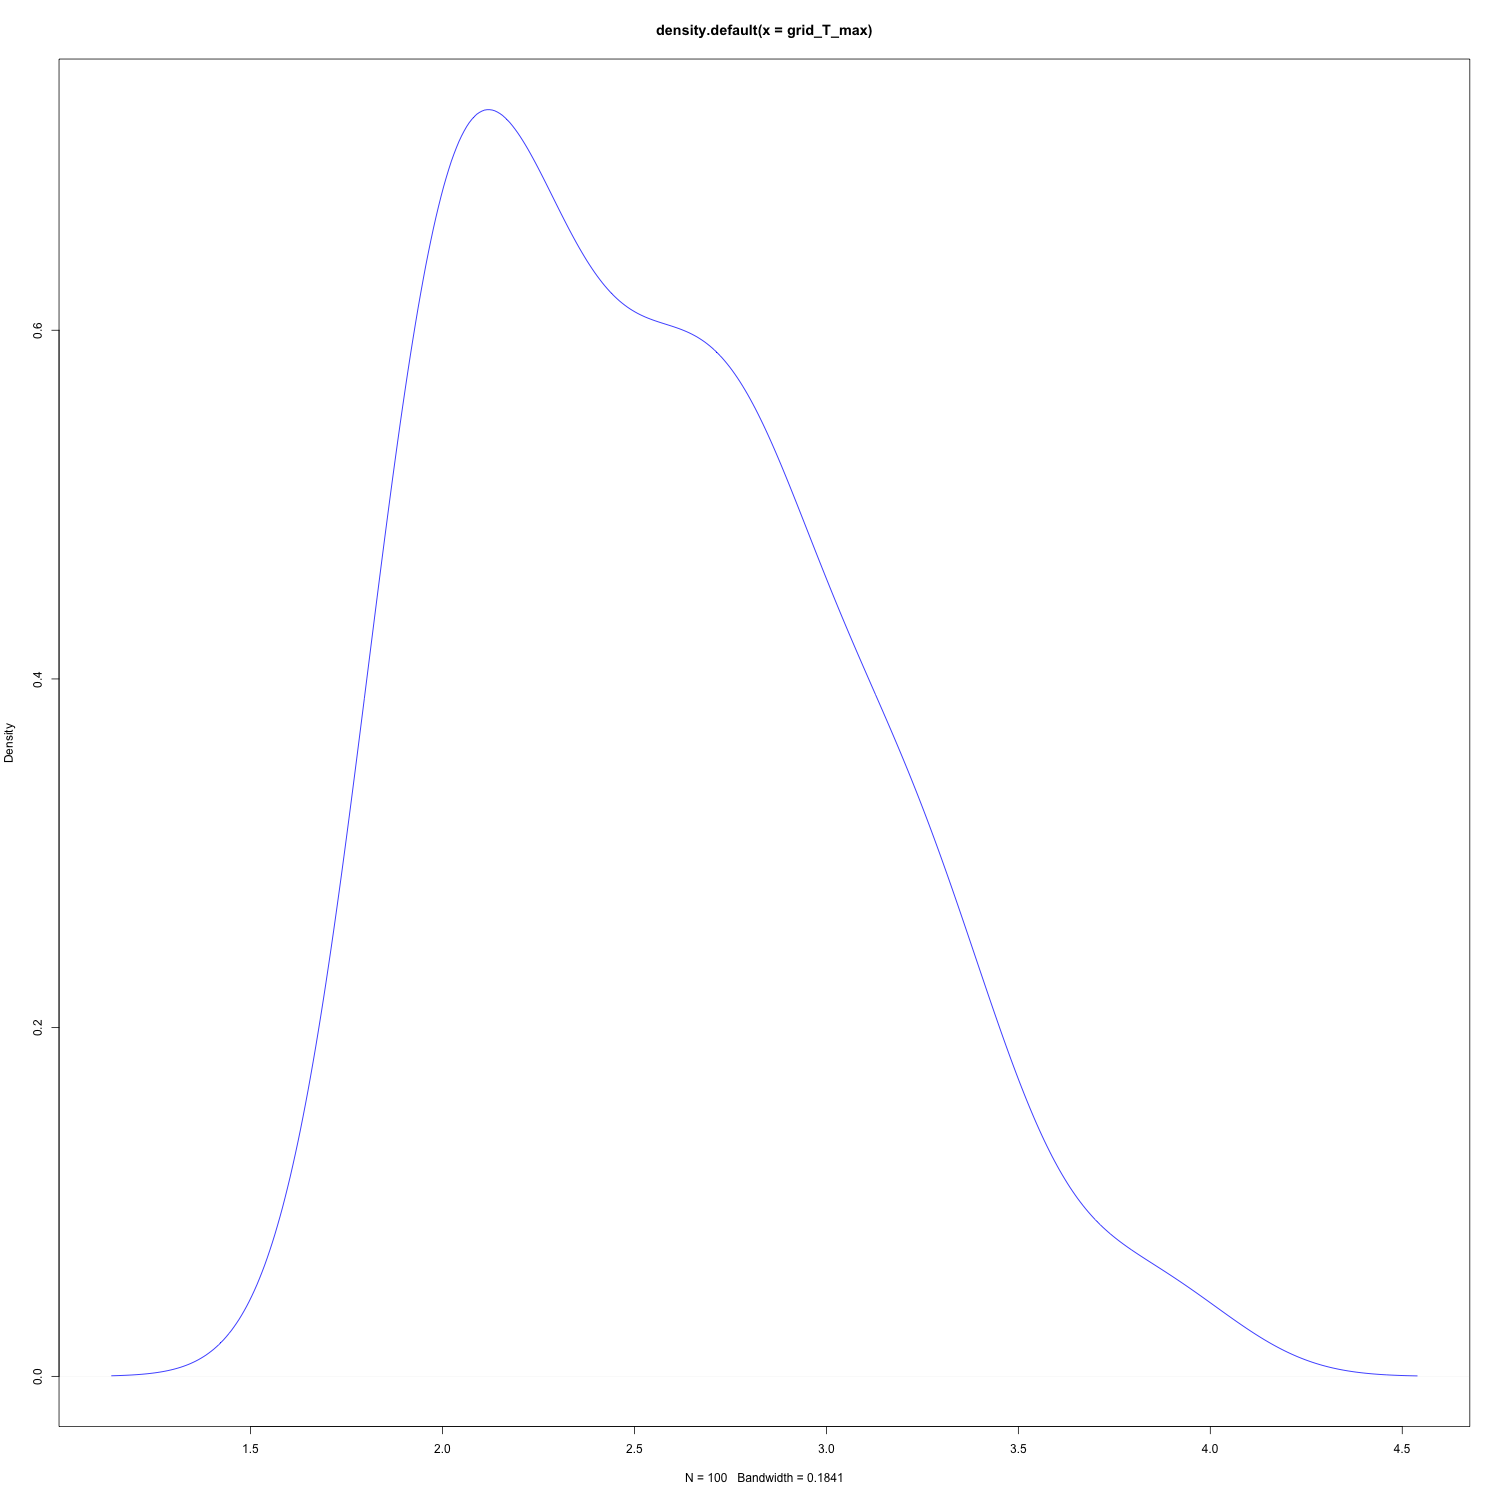 density.default(x = grid_T_max)
Density
0.0
0.2
0.4
0.6
1.5 2.0 2.5 3.0 3.5 4.0 4.5
N = 100 Bandwidth = 0.1841